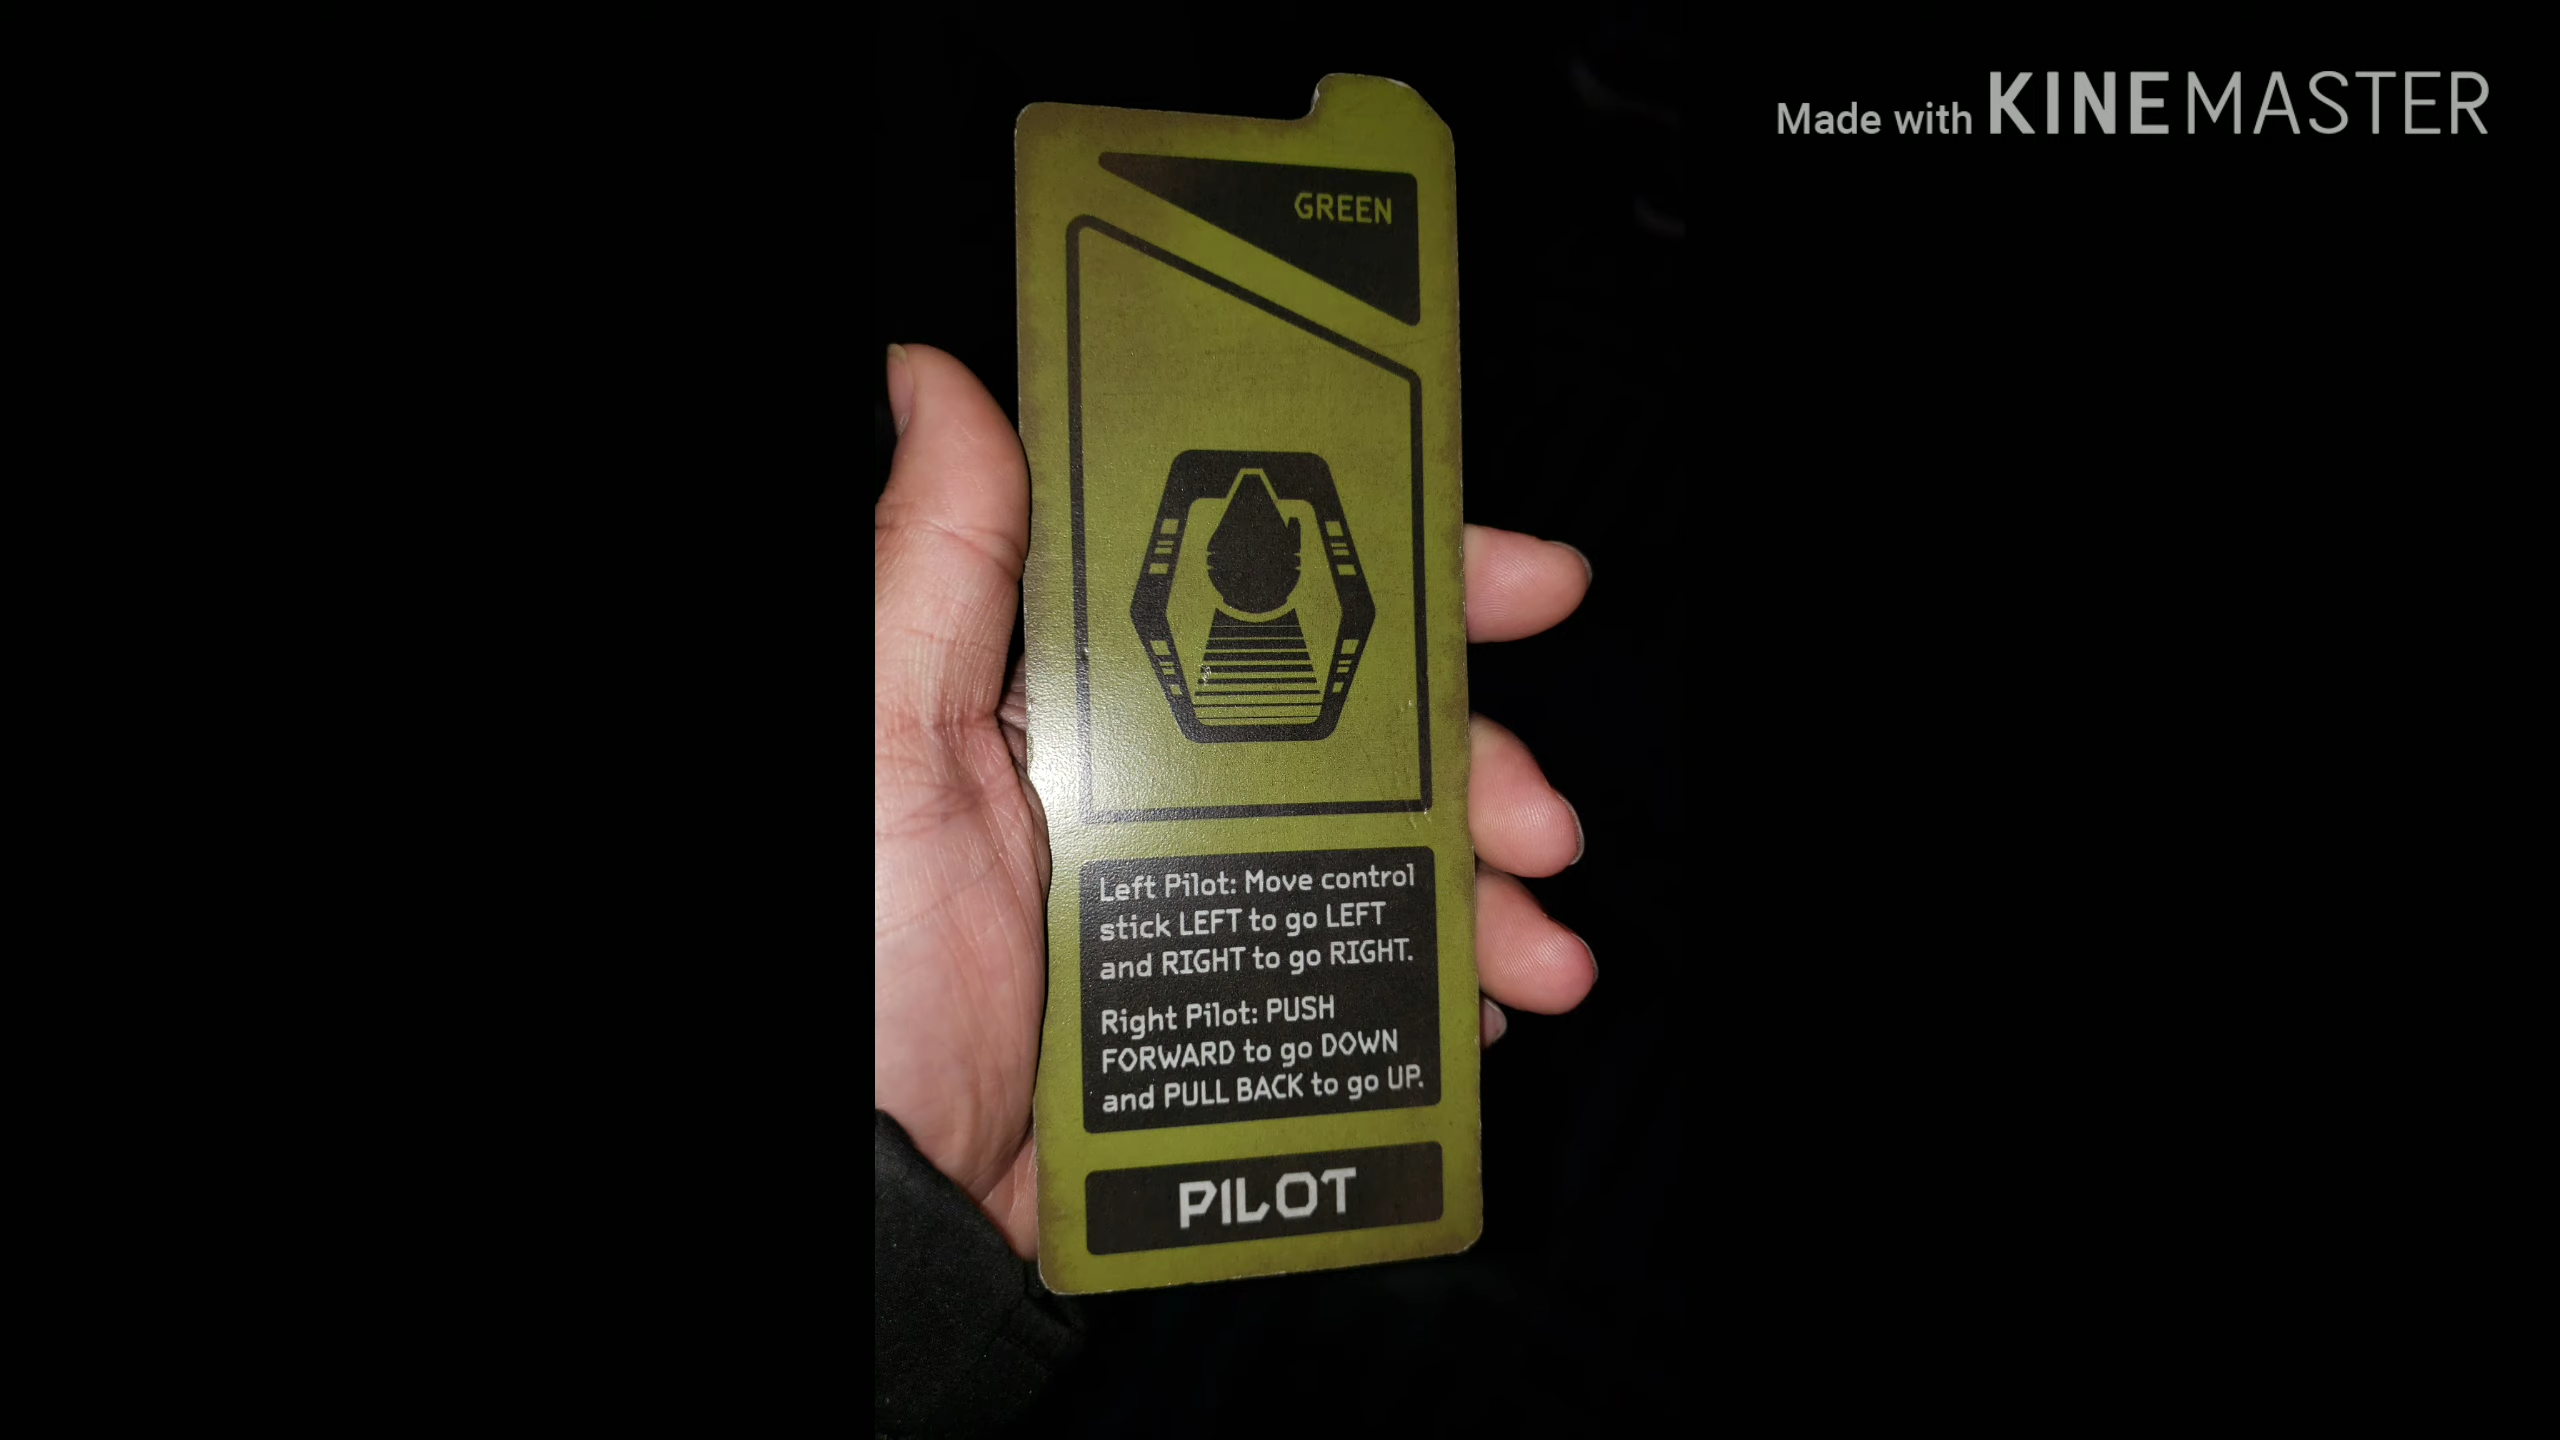 Made with KINEMASTER
GREEN
Left Pilot: Move control
stick LEFT to go LEFT
and RIGHT to go RIGHT.
Right Pilot: PUSH
FORWARD to go DOWN
and PULL BACK to go UP.
PILOT